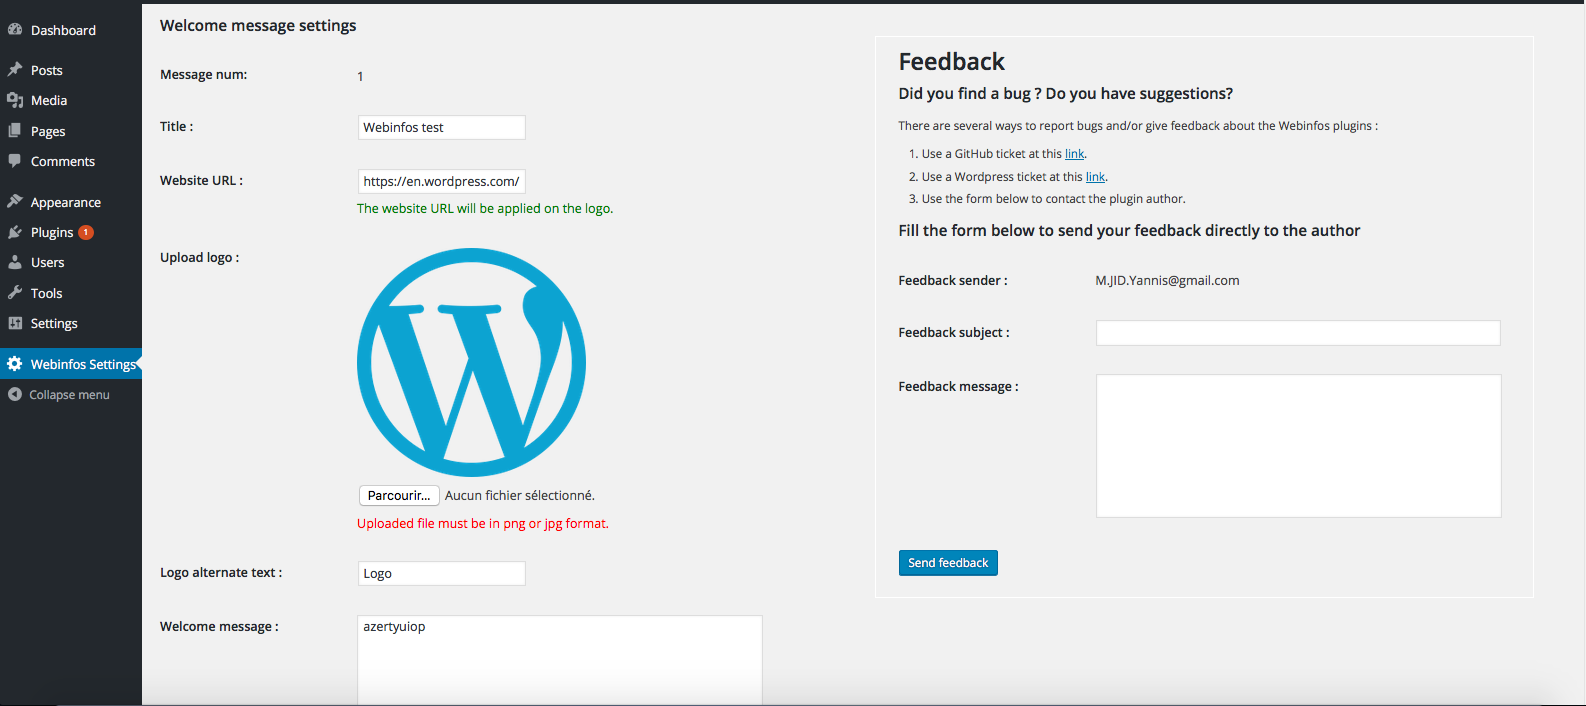 Dashboard
Posts
Media
Pages
Comments
Appearance
Plugins 1
Users
Tools
Settings
Webinfos Settings
Collapse menu
Welcome message settings
Message num: 1
Title : Webinfos test
Website URL : https://en.wordpress.com/
The website URL will be applied on the logo.
Upload logo :
W
Parcourir... Aucun fichier sélectionné.
Uploaded file must be in png or jpg format.
Logo alternate text : Logo
Welcome message : azertyuiop
Feedback
Did you find a bug ? Do you have suggestions?
There are several ways to report bugs and/or give feedback about the Webinfos plugins :
1. Use a GitHub ticket at this link.
2. Use a Wordpress ticket at this link.
3. Use the form below to contact the plugin author.
Fill the form below to send your feedback directly to the author
Feedback sender : M.JID.Yannis@gmail.com
Feedback subject :
Feedback message :
Send feedback